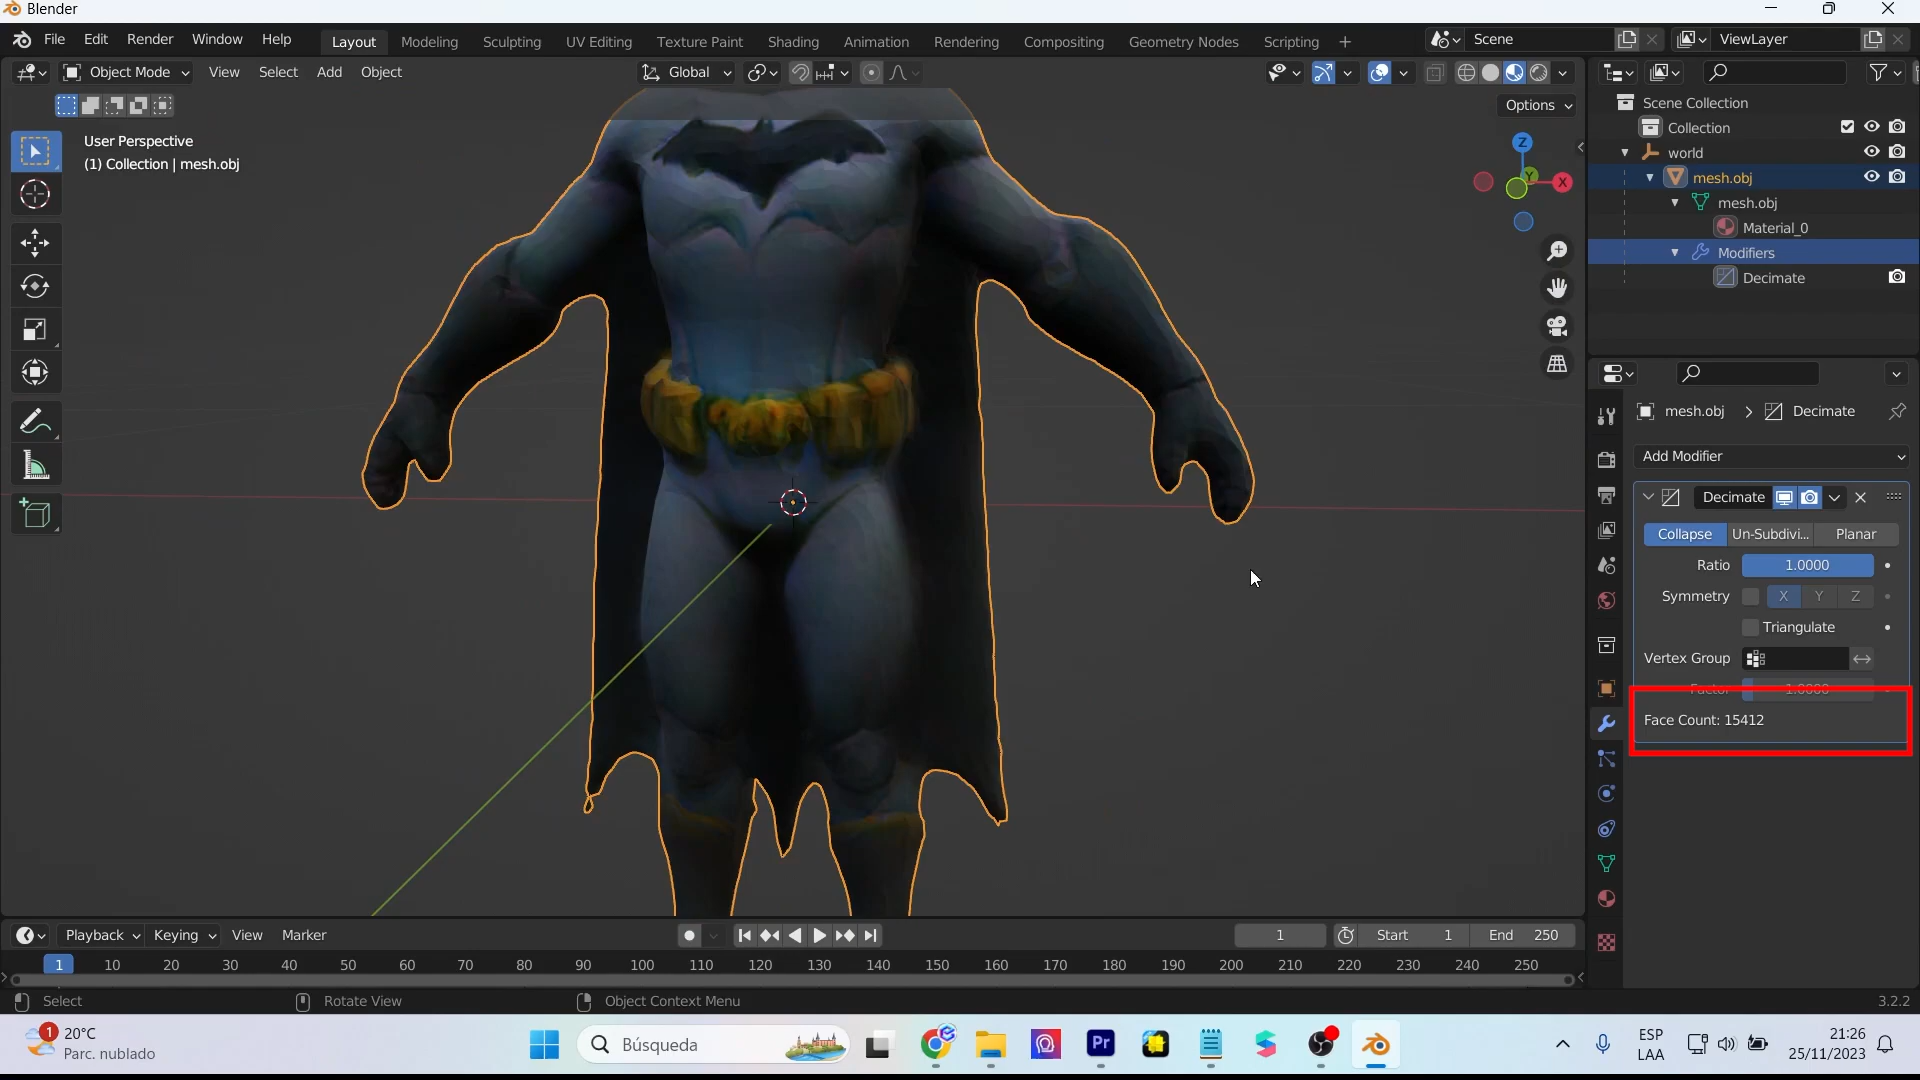 Blender
File Edit Render Window Help Layout Modeling Sculpting UV Editing Texture Paint Shading Animation Rendering Compositing Geometry Nodes Scripting + Scene ViewLayer
Object Mode View Select Add Object Global
Options
User Perspective
(1) Collection | mesh.obj
Z
Y
X
Scene Collection
Collection
world
mesh.obj
mesh.obj
Material_0
Modifiers
Decimate
mesh.obj > Decimate
Add Modifier
Decimate
Collapse Un-Subdivi... Planar
Ratio 1.0000
Symmetry X Y Z
Triangulate
Vertex Group
Factor 1.0000
Face Count: 15412
Playback Keying View Marker 1 Start 1 End 250
1 10 20 30 40 50 60 70 80 90 100 110 120 130 140 150 160 170 180 190 200 210 220 230 240 250
Select Rotate View Object Context Menu 3.2.2
1 20°C
Parc. nublado
Búsqueda
Pr
ESP
LAA
21:26
25/11/2023